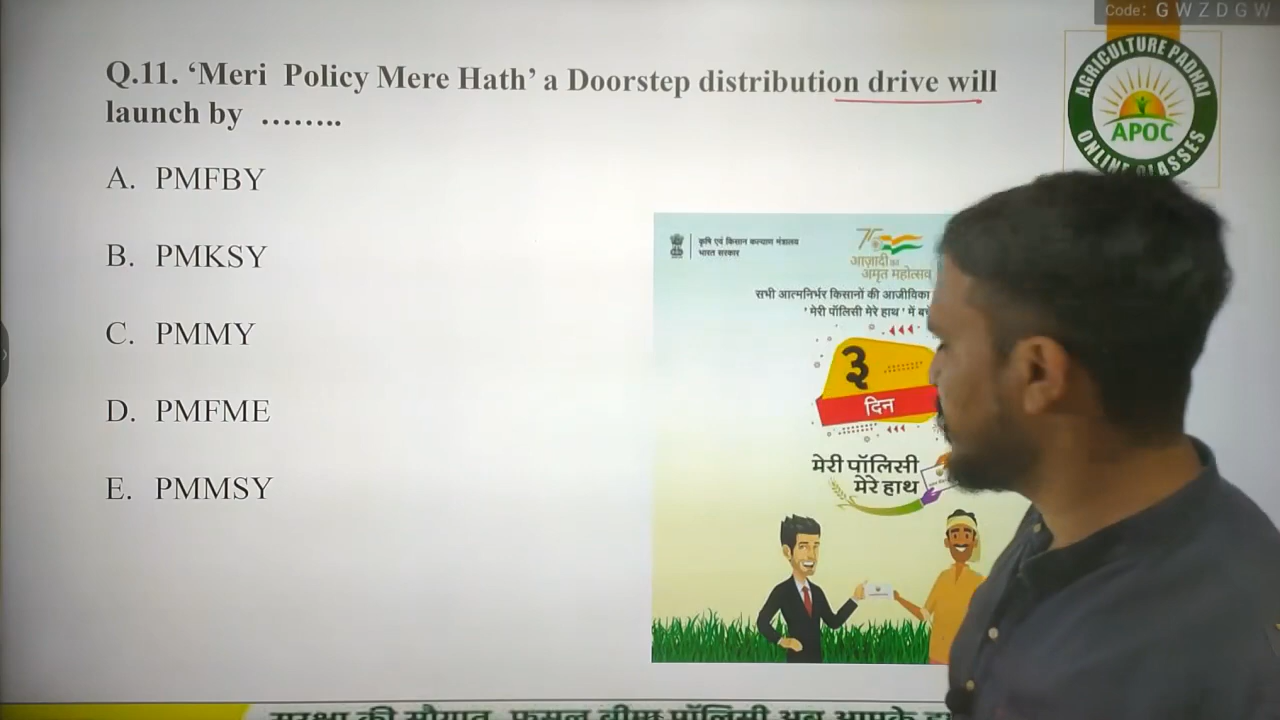 Code: G W Z D G W
Q.11. ‘Meri Policy Mere Hath’ a Doorstep distribution drive will
launch by ........
AGRICULTURE PADHAI
APOC
ONLINE CLASSES
A. PMFBY
B. PMKSY
C. PMMY
D. PMFME
E. PMMSY
कृषि एवं किसान कल्याण मंत्रालय
भारत सरकार
75
आज़ादी का
अमृत महोत्सव
सभी आत्मनिर्भर किसानों की आजीविका
' मेरी पॉलिसी मेरे हाथ ' में
३
दिन
मेरी पॉलिसी
मेरे हाथ
सुरक्षा की सौगात, फसल बीमा पॉलिसी अब आपके